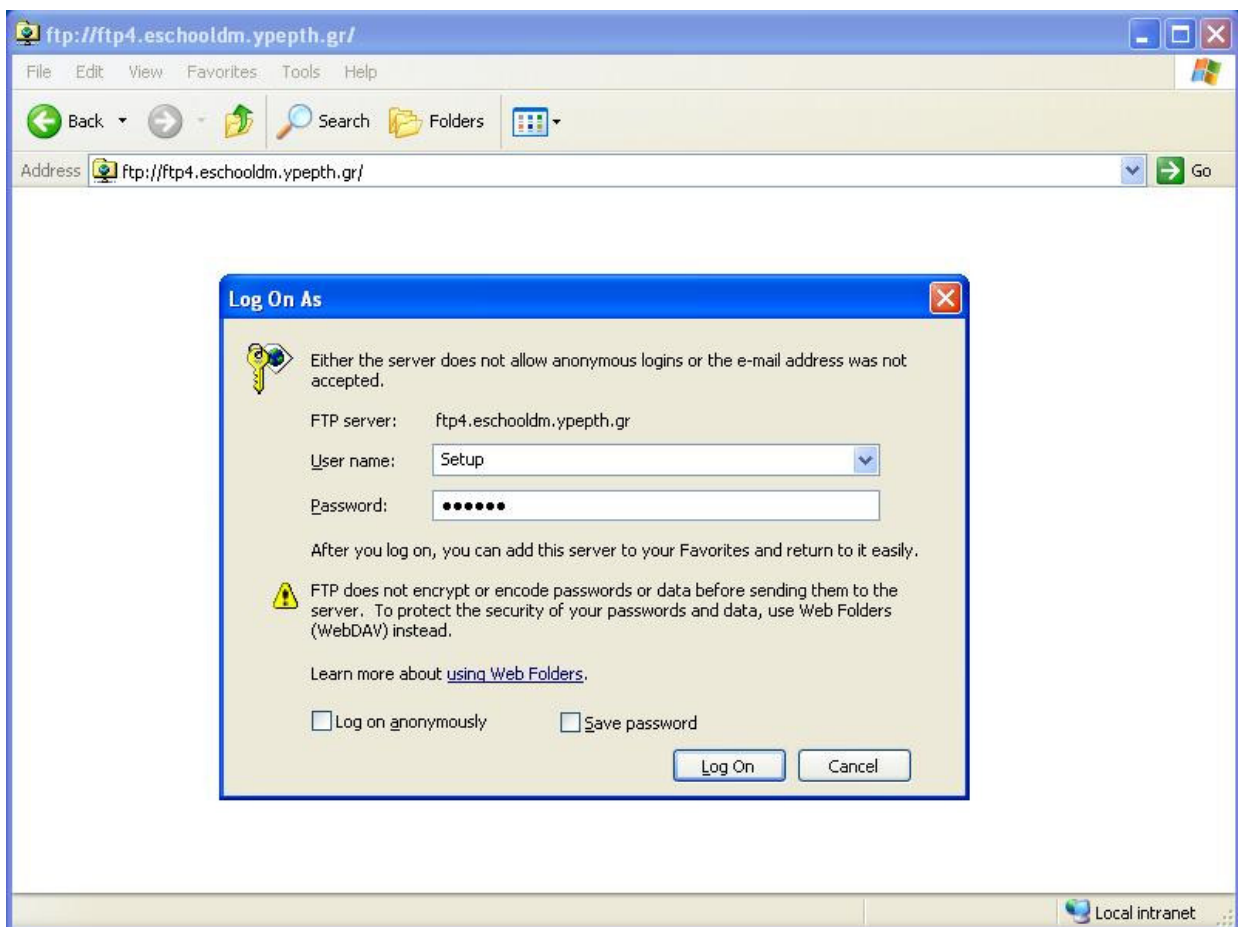 ftp://ftp4.eschooldm.ypepth.gr/
File Edit View Favorites Tools Help
Back Search Folders
Address ftp://ftp4.eschooldm.ypepth.gr/ Go
Log On As
Either the server does not allow anonymous logins or the e-mail address was not
accepted.
FTP server: ftp4.eschooldm.ypepth.gr
User name: Setup
Password: ●●●●●●
After you log on, you can add this server to your Favorites and return to it easily.
FTP does not encrypt or encode passwords or data before sending them to the
server. To protect the security of your passwords and data, use Web Folders
(WebDAV) instead.
Learn more about using Web Folders.
Log on anonymously Save password
Log On Cancel
Local intranet